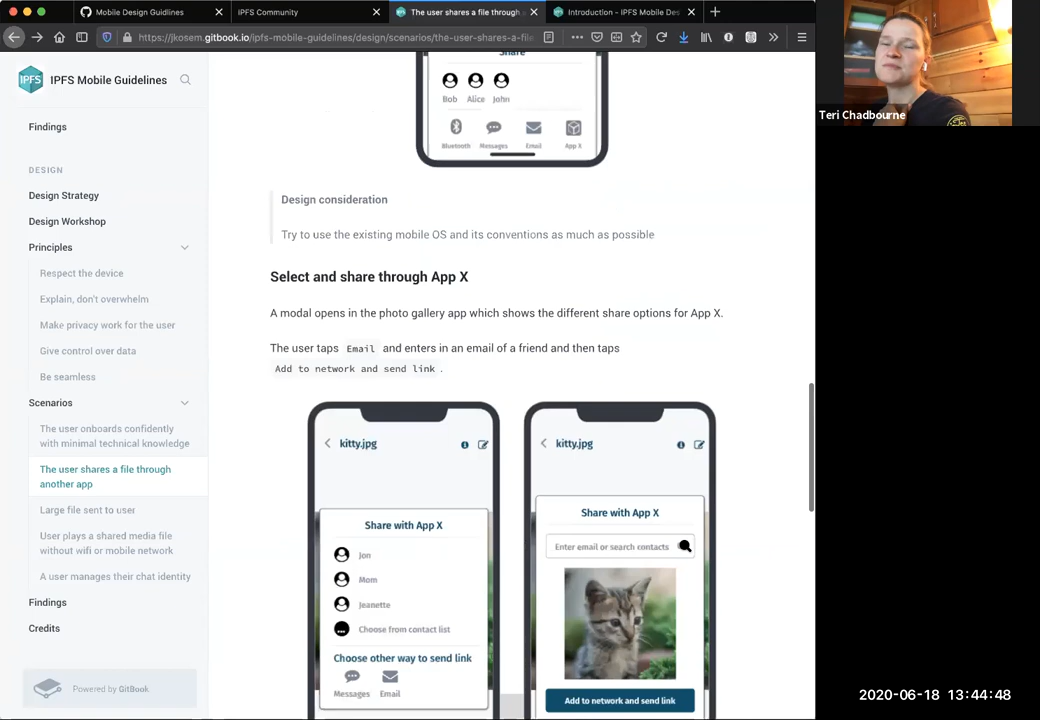 Mobile Design Guidlines
IPFS Community
The user shares a file through
Introduction - IPFS Mobile Des
https://jkosem.gitbook.io/ipfs-mobile-guidelines/design/scenarios/the-user-shares-a-file
Teri Chadbourne
IPFS
IPFS Mobile Guidelines
Findings
DESIGN
Design Strategy
Design Workshop
Principles
Respect the device
Explain, don't overwhelm
Make privacy work for the user
Give control over data
Be seamless
Scenarios
The user onboards confidently
with minimal technical knowledge
The user shares a file through
another app
Large file sent to user
User plays a shared media file
without wifi or mobile network
A user manages their chat identity
Findings
Credits
Powered by GitBook
Share
Bob Alice John
Bluetooth Messages Email App X
Design consideration
Try to use the existing mobile OS and its conventions as much as possible
Select and share through App X
A modal opens in the photo gallery app which shows the different share options for App X.
The user taps Email and enters in an email of a friend and then taps
Add to network and send link .
kitty.jpg
Share with App X
Jon
Mom
Jeanette
Choose from contact list
Choose other way to send link
Messages Email
kitty.jpg
Share with App X
Enter email or search contacts
Add to network and send link
2020-06-18 13:44:48